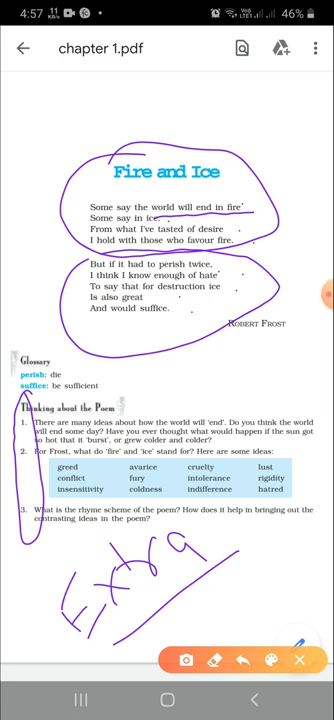 4:57
11
KB/s
Vo9)
LTE1
46%
chapter 1.pdf
Fire and Ice
Some say the world will end in fire
Some say in ice.
From what I've tasted of desire
I hold with those who favour fire.
But if it had to perish twice,
I think I know enough of hate
To say that for destruction ice
Is also great
And would suffice.
ROBERT FROST
Glossary
perish: die
suffice: be sufficient
Thinking about the Poem
1. There are many ideas about how the world will 'end'. Do you think the world
will end some day? Have you ever thought what would happen if the sun got
so hot that it 'burst', or grew colder and colder?
2. For Frost, what do 'fire' and 'ice' stand for? Here are some ideas:
greed avarice cruelty lust
conflict fury intolerance rigidity
insensitivity coldness indifference hatred
3. What is the rhyme scheme of the poem? How does it help in bringing out the
contrasting ideas in the poem?
Extra